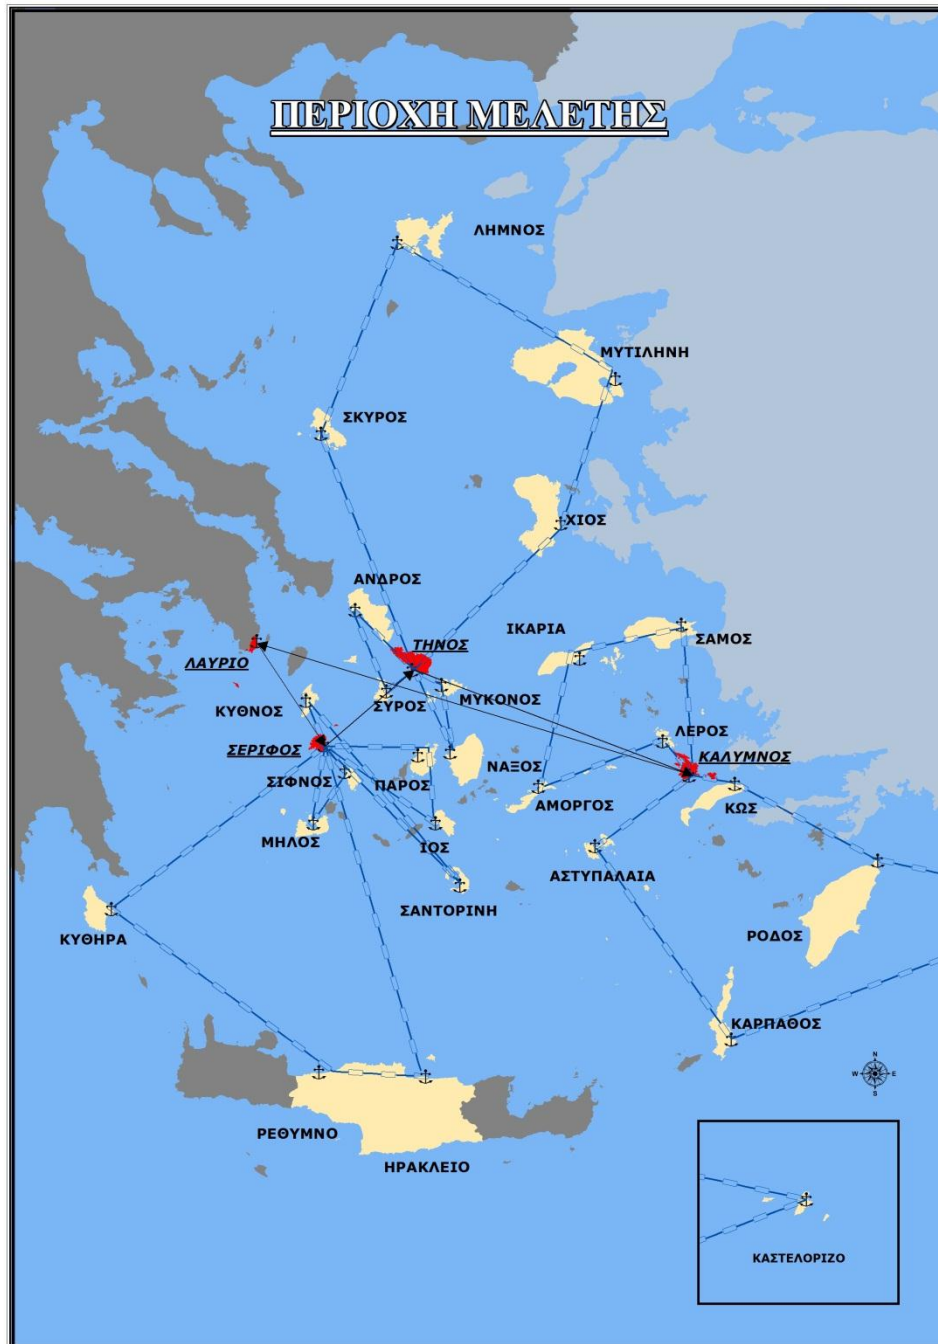 ΠΕΡΙΟΧΗ ΜΕΛΕΤΗΣ
ΛΗΜΝΟΣ
ΜΥΤΙΛΗΝΗ
ΣΚΥΡΟΣ
ΧΙΟΣ
ΑΝΔΡΟΣ
ΙΚΑΡΙΑ
ΣΑΜΟΣ
ΤΗΝΟΣ
ΛΑΥΡΙΟ
ΜΥΚΟΝΟΣ
ΣΥΡΟΣ
ΚΥΘΝΟΣ
ΛΕΡΟΣ
ΣΕΡΙΦΟΣ
ΚΑΛΥΜΝΟΣ
ΝΑΞΟΣ
ΣΙΦΝΟΣ
ΠΑΡΟΣ
ΑΜΟΡΓΟΣ
ΚΩΣ
ΜΗΛΟΣ
ΙΟΣ
ΑΣΤΥΠΑΛΑΙΑ
ΣΑΝΤΟΡΙΝΗ
ΚΥΘΗΡΑ
ΡΟΔΟΣ
ΚΑΡΠΑΘΟΣ
N
W E
S
ΡΕΘΥΜΝΟ
ΗΡΑΚΛΕΙΟ
ΚΑΣΤΕΛΟΡΙΖΟ